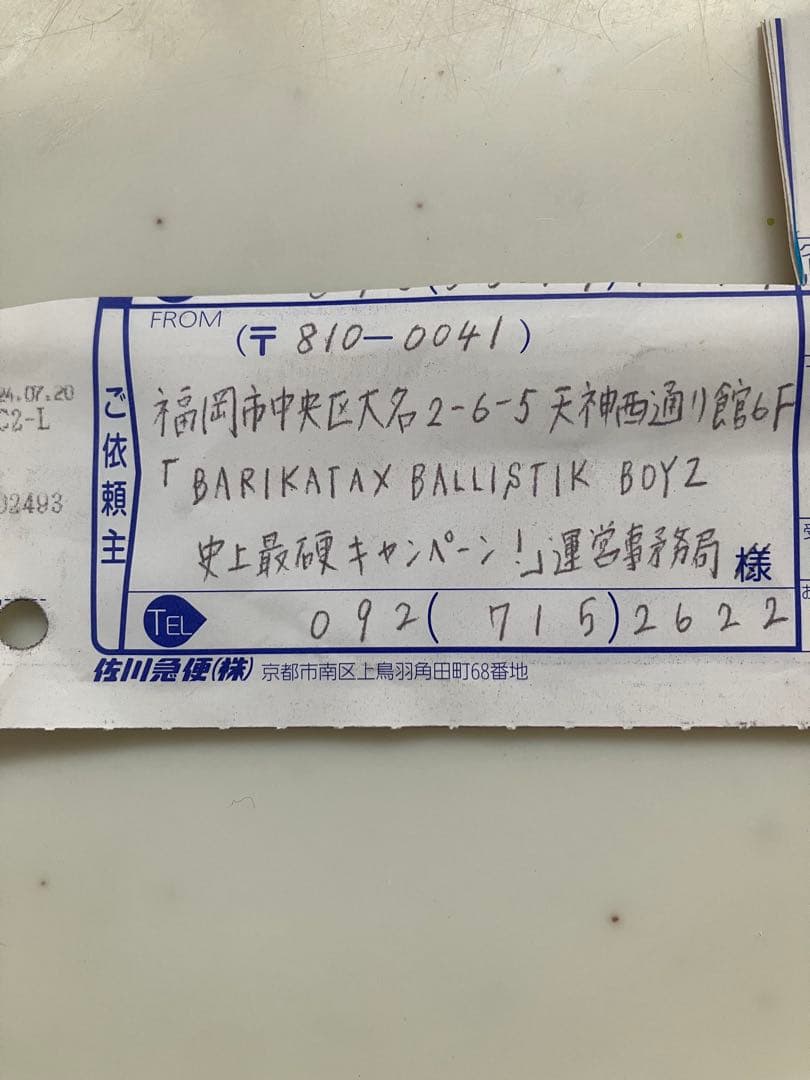 FROM
(〒 810-0041)
24.07.20
C2-L
02493
ご依頼主
福岡市中央区大名2-6-5 天神西通り館6F
「BARIKATAX BALLISTIK BOYZ
史上最硬キャンペーン!」運営事務局 様
TEL 092(715)2622
佐川急便(株) 京都市南区上鳥羽角田町68番地